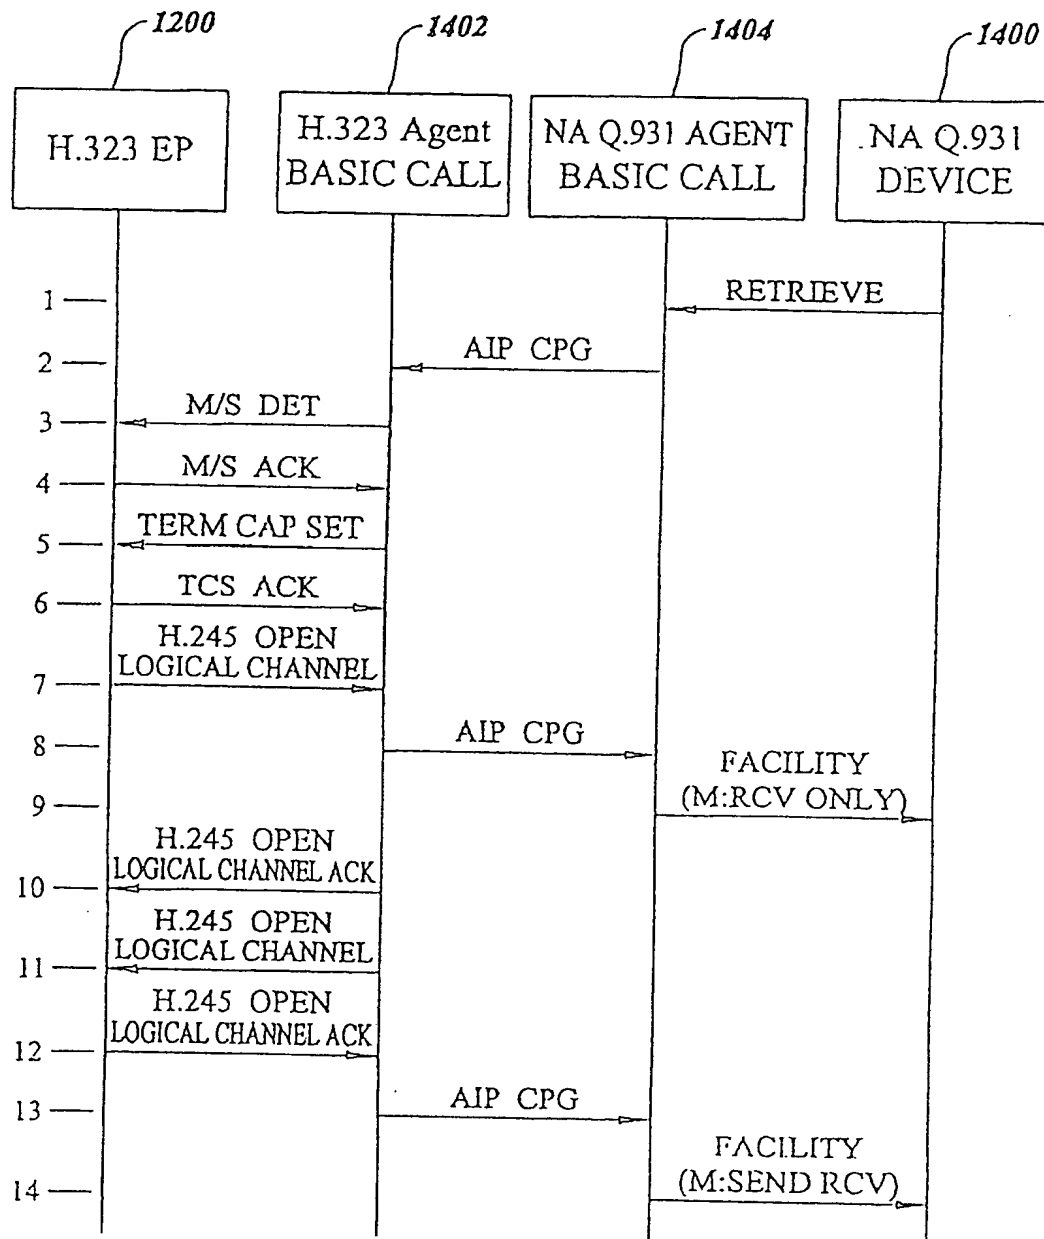 1200
1402
1404
1400
H.323 EP
H.323 Agent
BASIC CALL
NA Q.931 AGENT
BASIC CALL
NA Q.931
DEVICE
1
RETRIEVE
2
AIP CPG
3
M/S DET
4
M/S ACK
5
TERM CAP SET
6
TCS ACK
H.245 OPEN
7
LOGICAL CHANNEL
8
AIP CPG
FACILITY
9
(M:RCV ONLY)
H.245 OPEN
10
LOGICAL CHANNEL ACK
H.245 OPEN
11
LOGICAL CHANNEL
H.245 OPEN
12
LOGICAL CHANNEL ACK
13
AIP CPG
FACILITY
14
(M:SEND RCV)